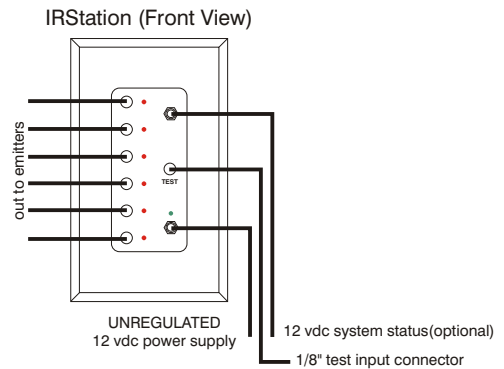 IRStation (Front View)
out to emitters
TEST
UNREGULATED
12 vdc power supply
12 vdc system status(optional)
1/8" test input connector